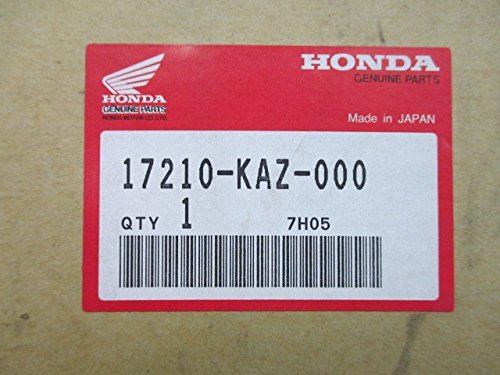 HONDA
GENUINE PARTS
HONDA MOTOR CO.,LTD.
HONDA
GENUINE PARTS
Made in JAPAN
17210-KAZ-000
QTY 1 7H05